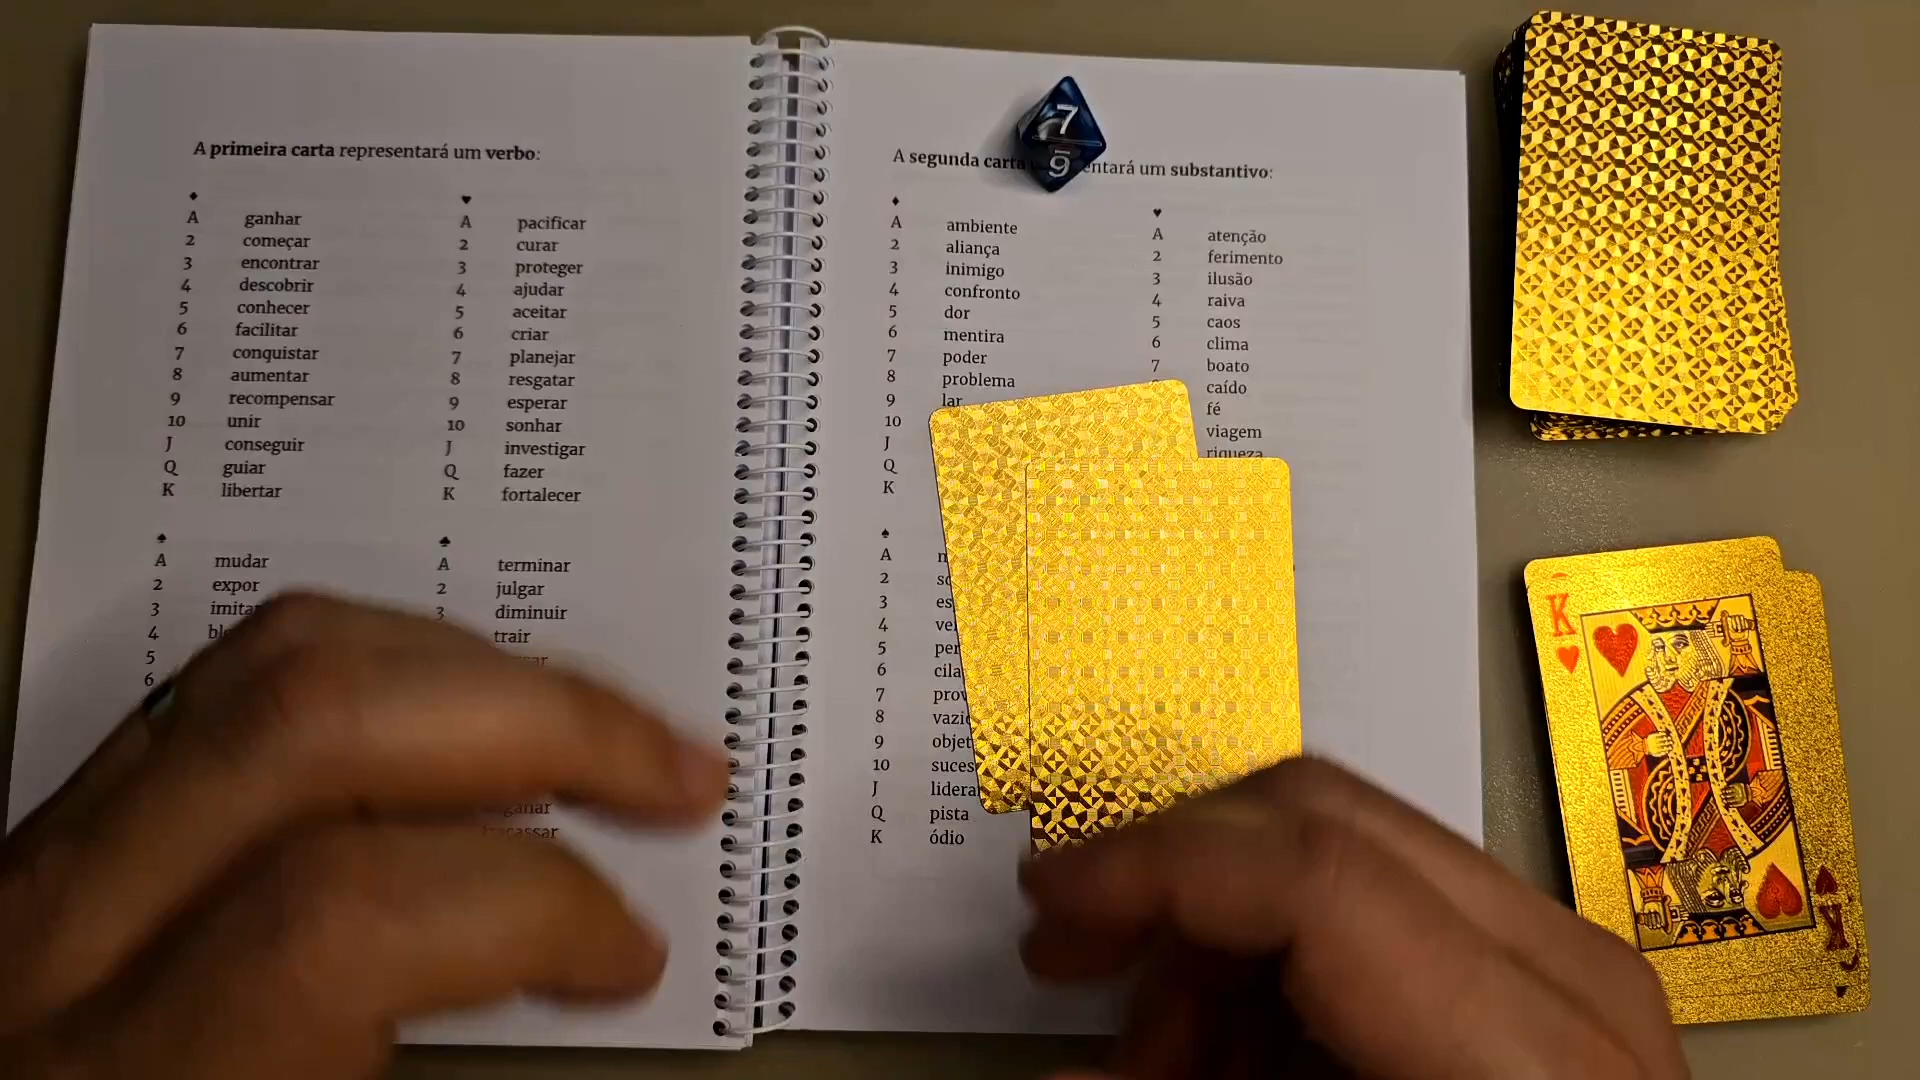 A primeira carta representará um verbo:
♦
A ganhar
2 começar
3 encontrar
4 descobrir
5 conhecer
6 facilitar
7 conquistar
8 aumentar
9 recompensar
10 unir
J conseguir
Q guiar
K libertar
♥
A pacificar
2 curar
3 proteger
4 ajudar
5 aceitar
6 criar
7 planejar
8 resgatar
9 esperar
10 sonhar
J investigar
Q fazer
K fortalecer
♠
A mudar
2 expor
3
4
5
6
♣
A terminar
2 julgar
3 diminuir
trair
A segunda carta um substantivo:
♦
A ambiente
2 aliança
3 inimigo
4 confronto
5 dor
6 mentira
7 poder
8 problema
9 lar
10
J
Q
K
♥
A atenção
2 ferimento
3 ilusão
4 raiva
5 caos
6 clima
7 boato
caído
fé
viagem
riqueza
♠
A
2
3
4
5
6
7
8
9
10
J
Q pista
K ódio
7
9
K
K